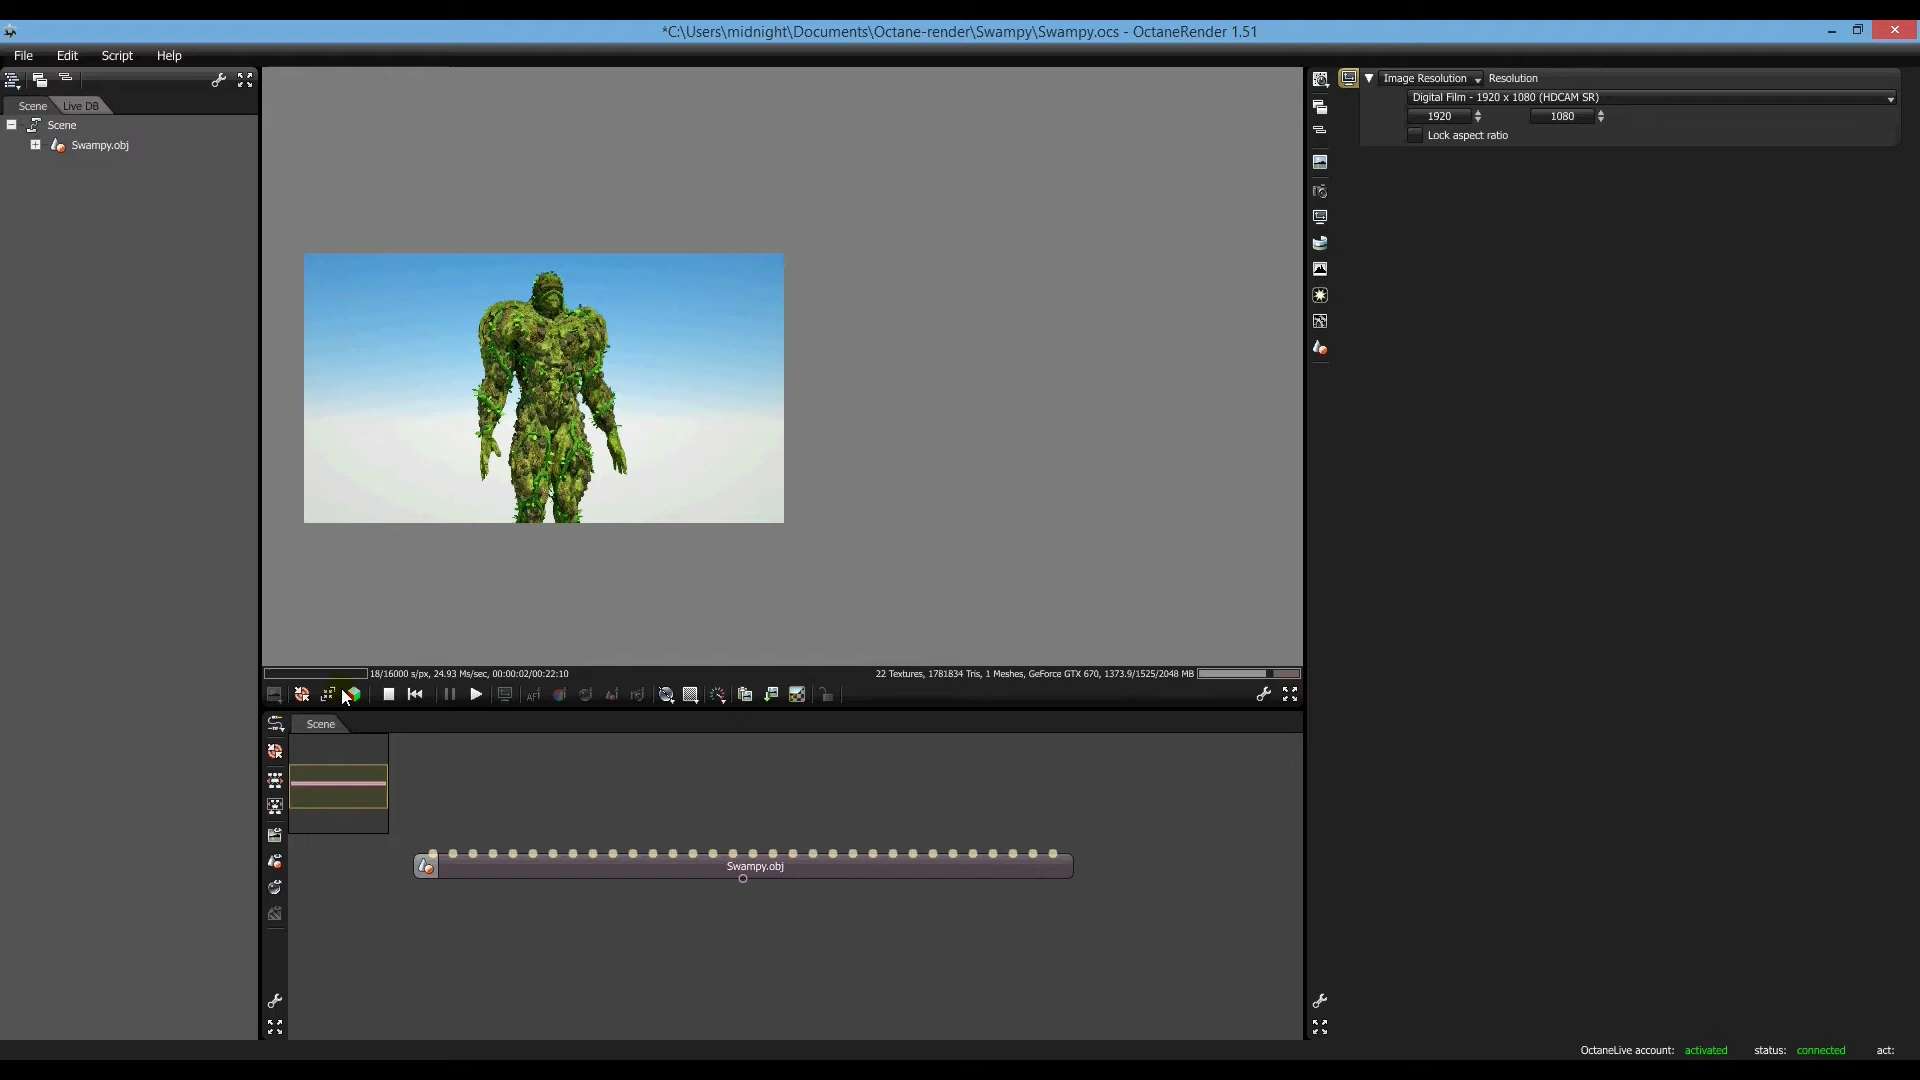 *C:\Users\midnight\Documents\Octane-render\Swampy\Swampy.ocs - OctaneRender 1.51
File Edit Script Help
Scene Live DB
Scene
Swampy.obj
Image Resolution Resolution
Digital Film - 1920 x 1080 (HDCAM SR)
1920 1080
Lock aspect ratio
18/16000 s/px, 24.93 Ms/sec, 00:00:02/00:22:10
22 Textures, 1781834 Tris, 1 Meshes, GeForce GTX 670, 1373.9/1525/2048 MB
AF
Scene
Swampy.obj
OctaneLive account: activated status: connected act: